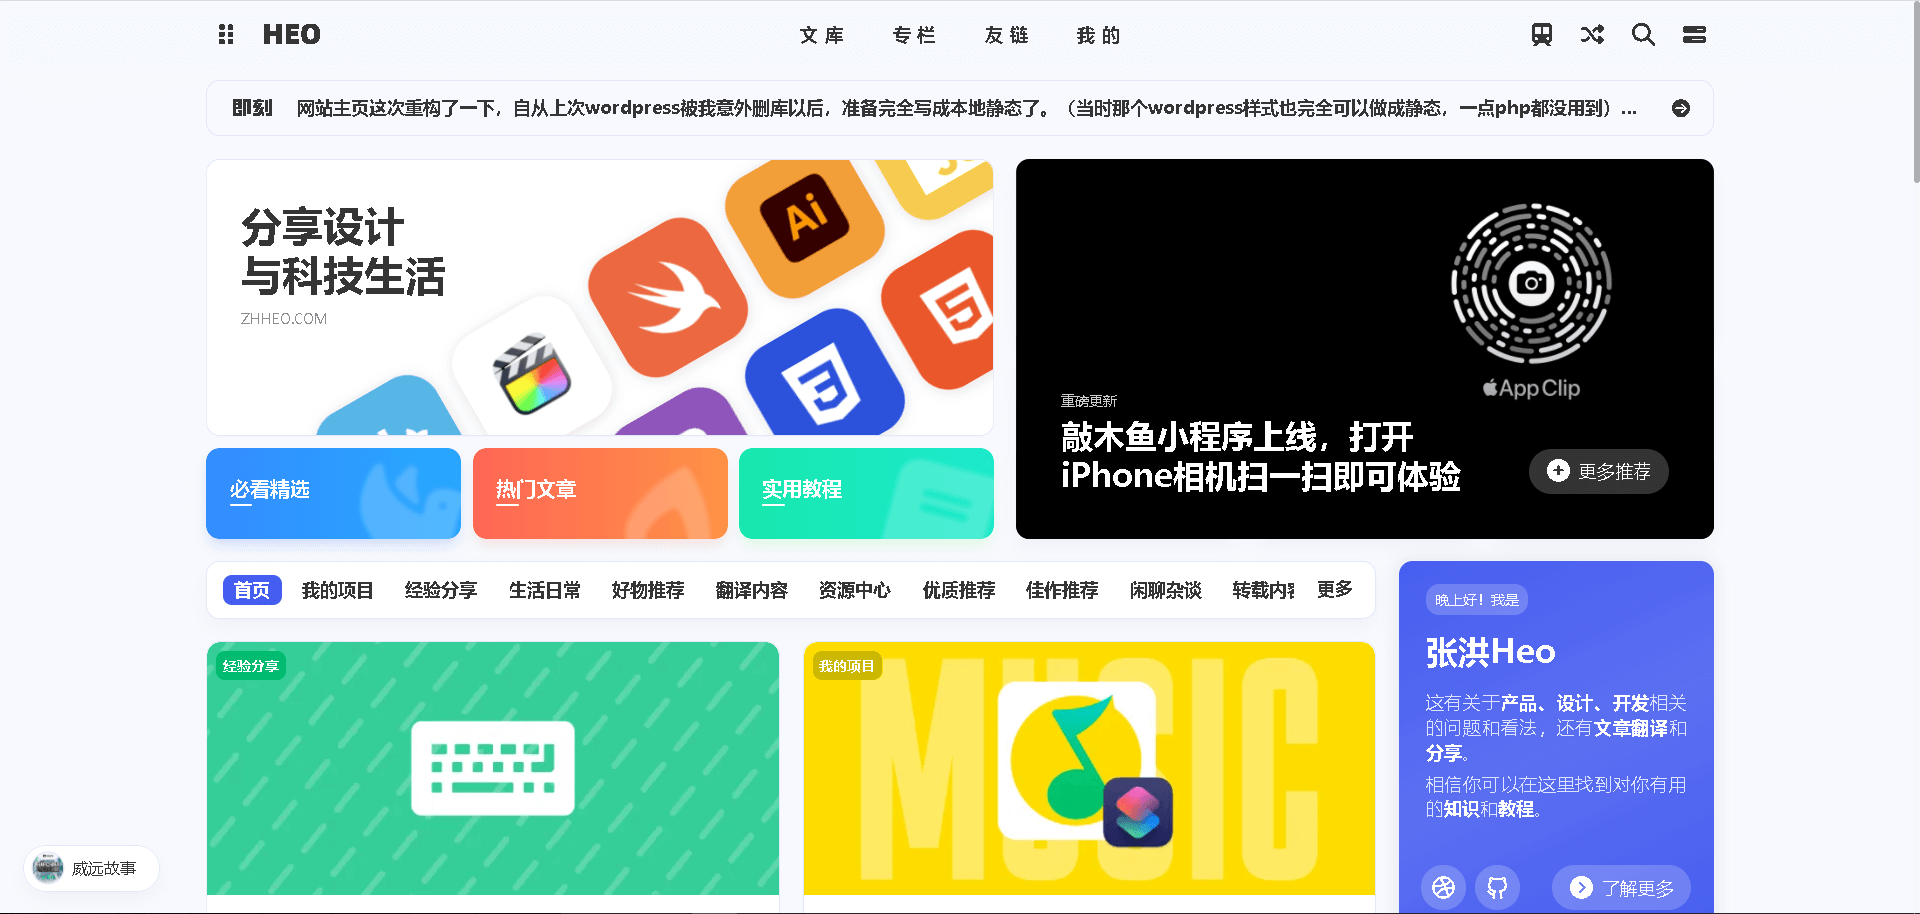 HEO
文库 专栏 友链 我的
即刻 网站主页这次重构了一下，自从上次wordpress被我意外删库以后，准备完全写成本地静态了。（当时那个wordpress样式也完全可以做成静态，一点php都没用到）...
分享设计
与科技生活
ZHHEO.COM
Ai
App Clip
重磅更新
敲木鱼小程序上线，打开
iPhone相机扫一扫即可体验
更多推荐
必看精选
热门文章
实用教程
首页 我的项目 经验分享 生活日常 好物推荐 翻译内容 资源中心 优质推荐 佳作推荐 闲聊杂谈 转载内容 更多
经验分享
我的项目
MUSIC
晚上好！我是
张洪Heo
这有关于产品、设计、开发相关
的问题和看法，还有文章翻译和
分享。
相信你可以在这里找到对你有用
的知识和教程。
了解更多
威远故事